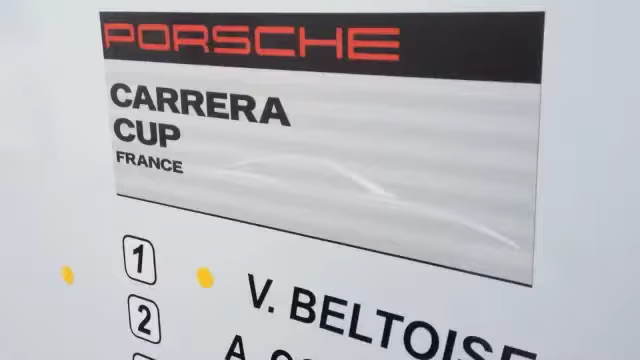 PORSCHE
CARRERA
CUP
FRANCE
1 V. BELTOISE
2 A.